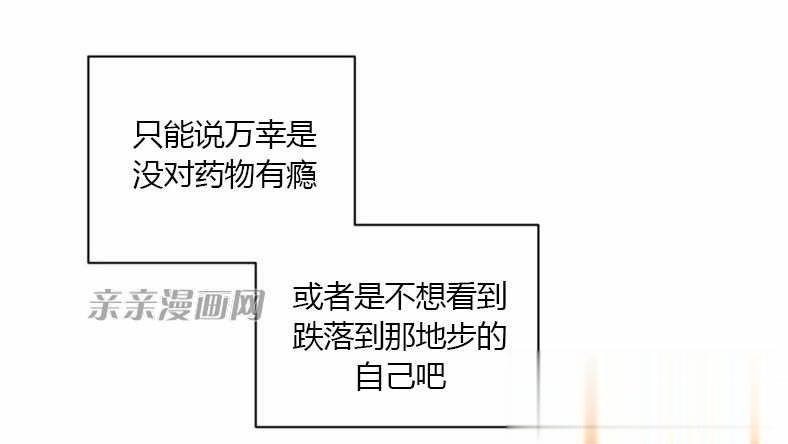 只能说万幸是
没对药物有瘾
亲亲漫画网
或者是不想看到
跌落到那地步的
自己吧